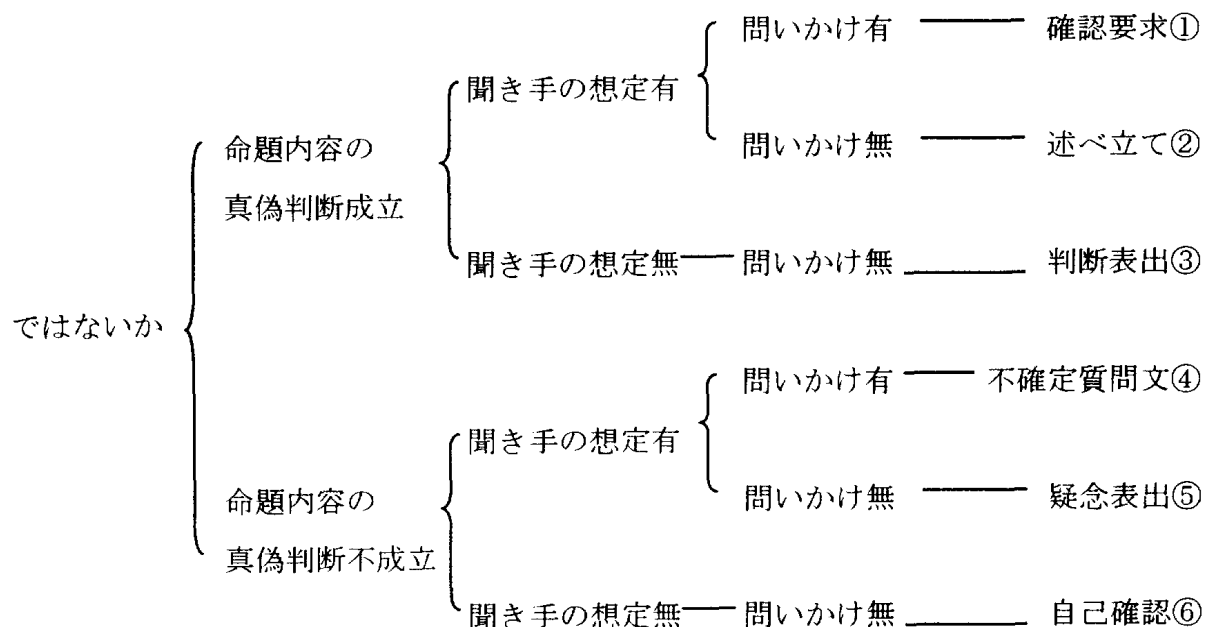 問いかけ有 確認要求①
聞き手の想定有
問いかけ無 述べ立て②
命題内容の
真偽判断成立
聞き手の想定無 問いかけ無 判断表出③
ではないか
問いかけ有 不確定質問文④
聞き手の想定有
問いかけ無 疑念表出⑤
命題内容の
真偽判断不成立
聞き手の想定無 問いかけ無 自己確認⑥